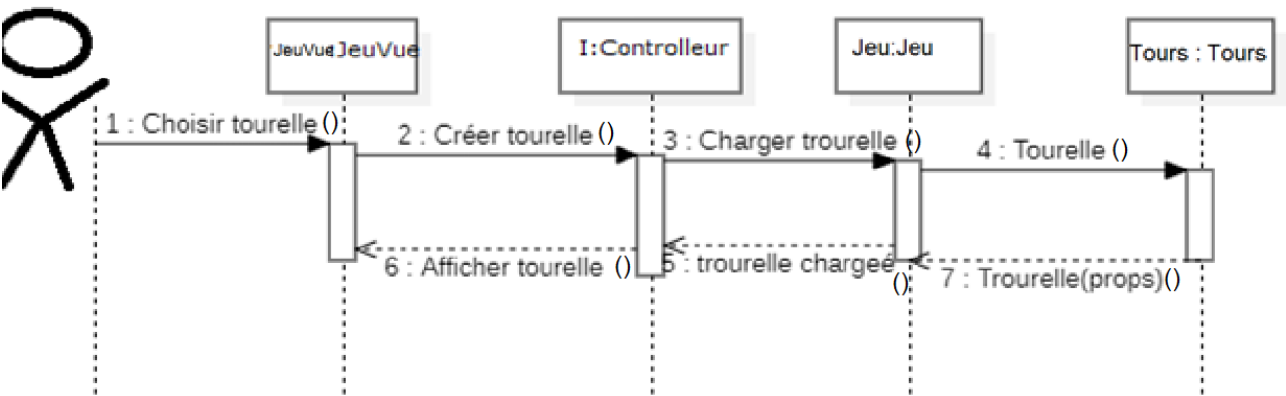 :JeuVue:JeuVue
I:Controlleur
Jeu:Jeu
Tours : Tours
1 : Choisir tourelle ()
2 : Créer tourelle ()
3 : Charger trourelle ()
4 : Tourelle ()
6 : Afficher tourelle ()
5 : trourelle chargeé
()
7 : Trourelle(props)()